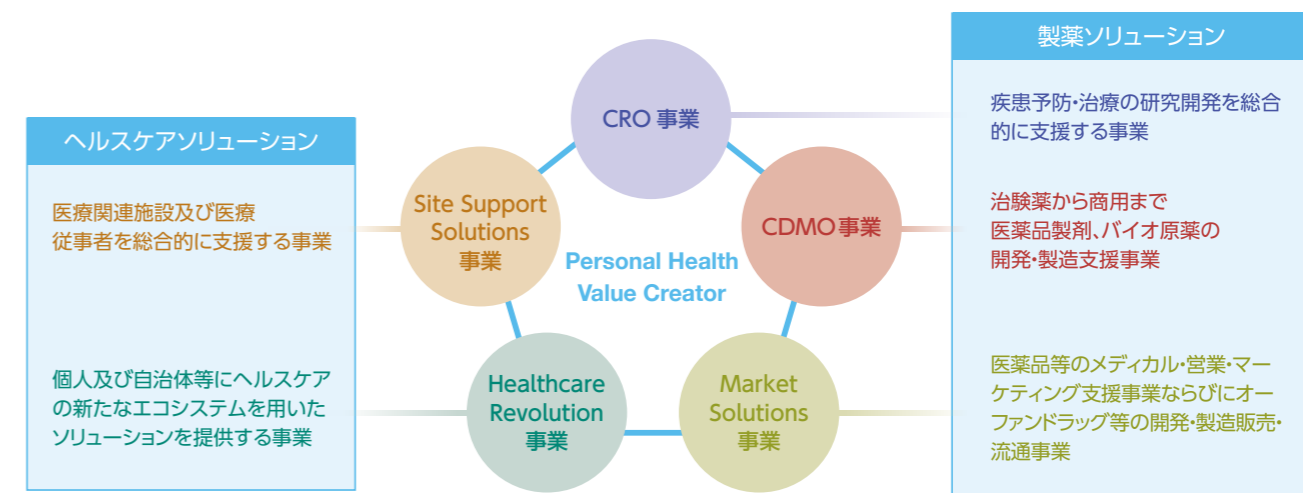 ヘルスケアソリューション
医療関連施設及び医療
従事者を総合的に支援する事業
個人及び自治体等にヘルスケア
の新たなエコシステムを用いた
ソリューションを提供する事業
CRO 事業
Site Support
Solutions
事業
CDMO 事業
Personal Health
Value Creator
Healthcare
Revolution
事業
Market
Solutions
事業
製薬ソリューション
疾患予防・治療の研究開発を総合
的に支援する事業
治験薬から商用まで
医薬品製剤、バイオ原薬の
開発・製造支援事業
医薬品等のメディカル・営業・マー
ケティング支援事業ならびにオー
ファンドラッグ等の開発・製造販売・
流通事業